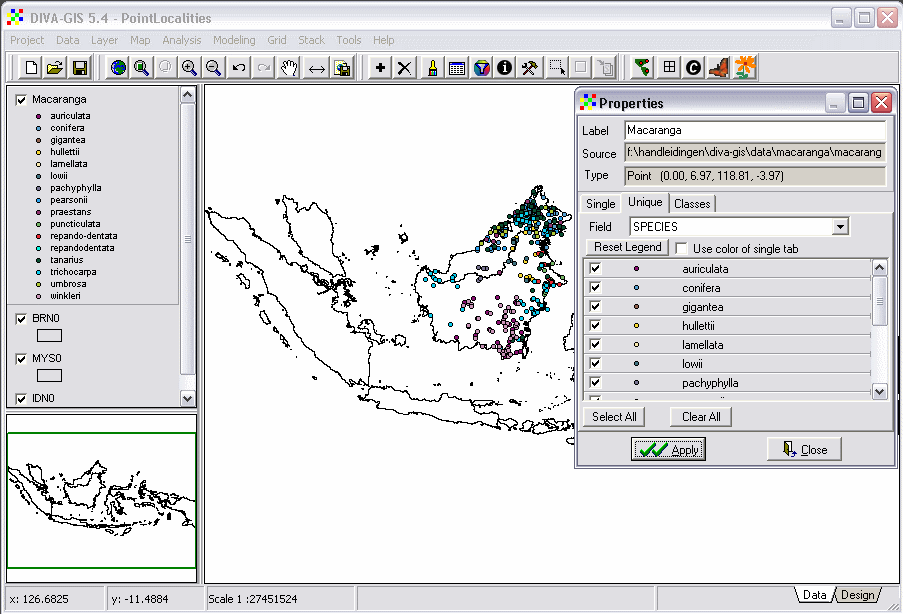 DIVA-GIS 5.4 - PointLocalities
Project Data Layer Map Analysis Modeling Grid Stack Tools Help
Macaranga
auriculata
conifera
gigantea
hullettii
lamellata
lowii
pachyphylla
pearsonii
praestans
puncticulata
repando-dentata
repandodentata
tanarius
trichocarpa
umbrosa
winkleri
BRN0
MYS0
IDN0
Properties
Label Macaranga
Source f:\handleidingen\diva-gis\data\macaranga\macarang
Type Point (0.00, 6.97, 118.81, -3.97)
Single Unique Classes
Field SPECIES
Reset Legend Use color of single tab
auriculata
conifera
gigantea
hullettii
lamellata
lowii
pachyphylla
Select All Clear All
Apply Close
x: 126.6825 y: -11.4884 Scale 1 :27451524 Data Design